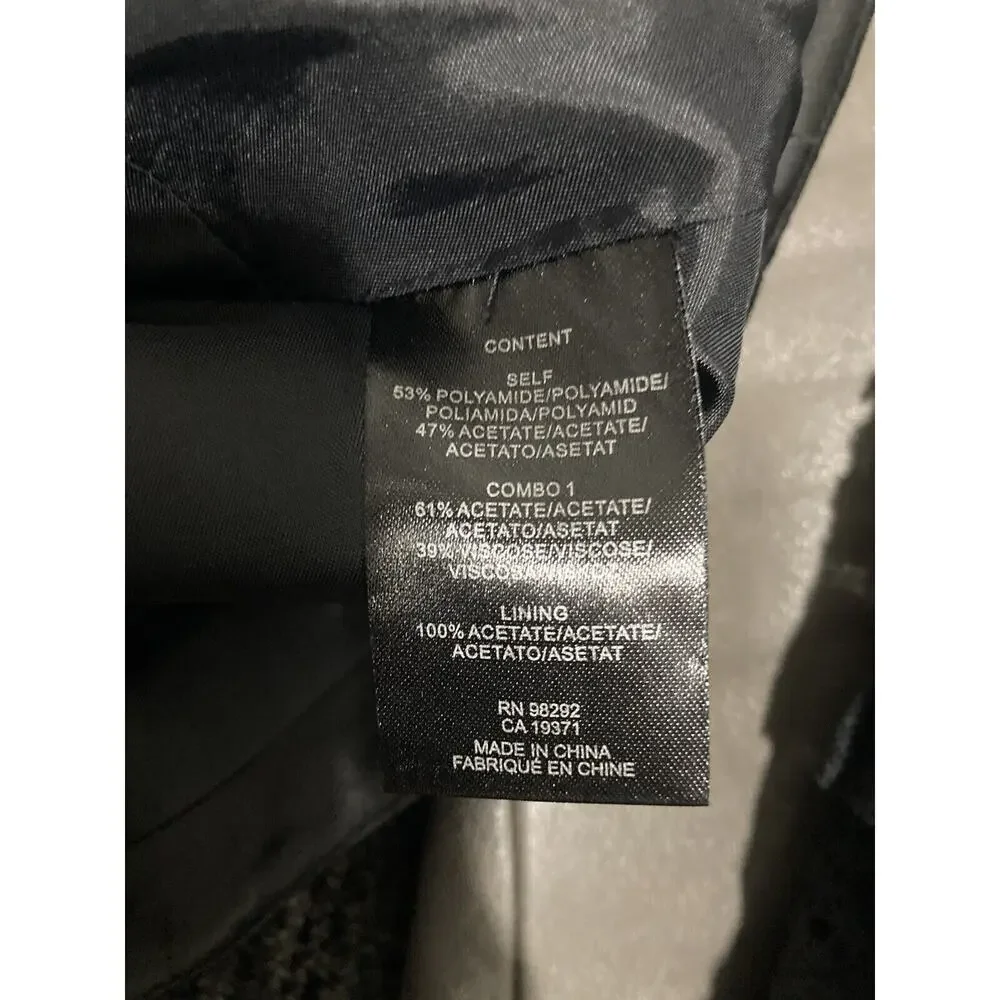 CONTENT
SELF
53% POLYAMIDE/POLYAMIDE/
POLIAMIDA/POLYAMID
47% ACETATE/ACETATE/
ACETATO/ASETAT
COMBO 1
61% ACETATE/ACETATE/
ACETATO/ASETAT
39% VISCOSE/VISCOSE/
LINING
100% ACETATE/ACETATE/
ACETATO/ASETAT
RN 98292
CA 19371
MADE IN CHINA
FABRIQUÉ EN CHINE